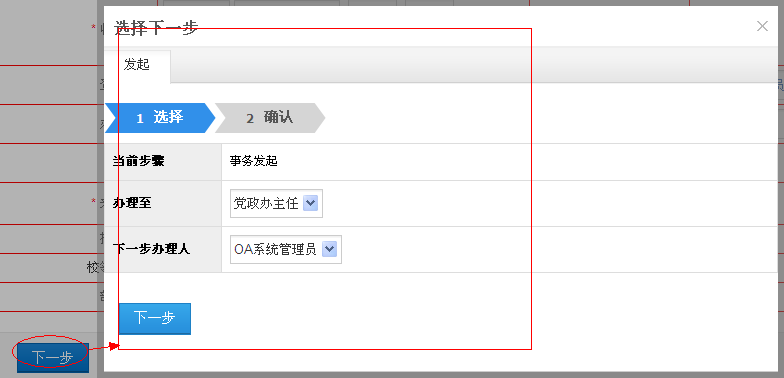 选择下一步
发起
1 选择
2 确认
当前步骤 事务发起
办理至 党政办主任
下一步办理人 OA系统管理员
下一步
下一步